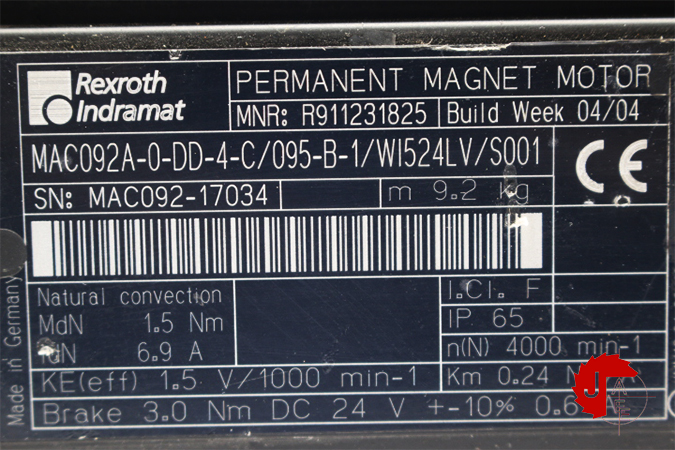 Rexroth
Indramat
PERMANENT MAGNET MOTOR
MNR: R911231825 Build Week 04/04
MAC092A-0-DD-4-C/095-B-1/WI524LV/S001
CE
SN: MAC092-17034 m 9.2 kg
Made in Germany
Natural convection I.Cl. F
MdN 1.5 Nm IP 65
6.9 A n(N) 4000 min-1
KE(eff) 1.5 V/1000 min-1 Km 0.24
Brake 3.0 Nm DC 24 V +-10%